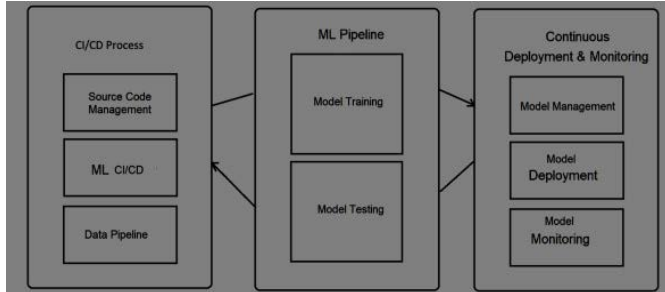 CI/CD Process
Source Code
Management
ML CI/CD
Data Pipeline
ML Pipeline
Model Training
Model Testing
Continuous
Deployment & Monitoring
Model Management
Model
Deployment
Model
Monitoring